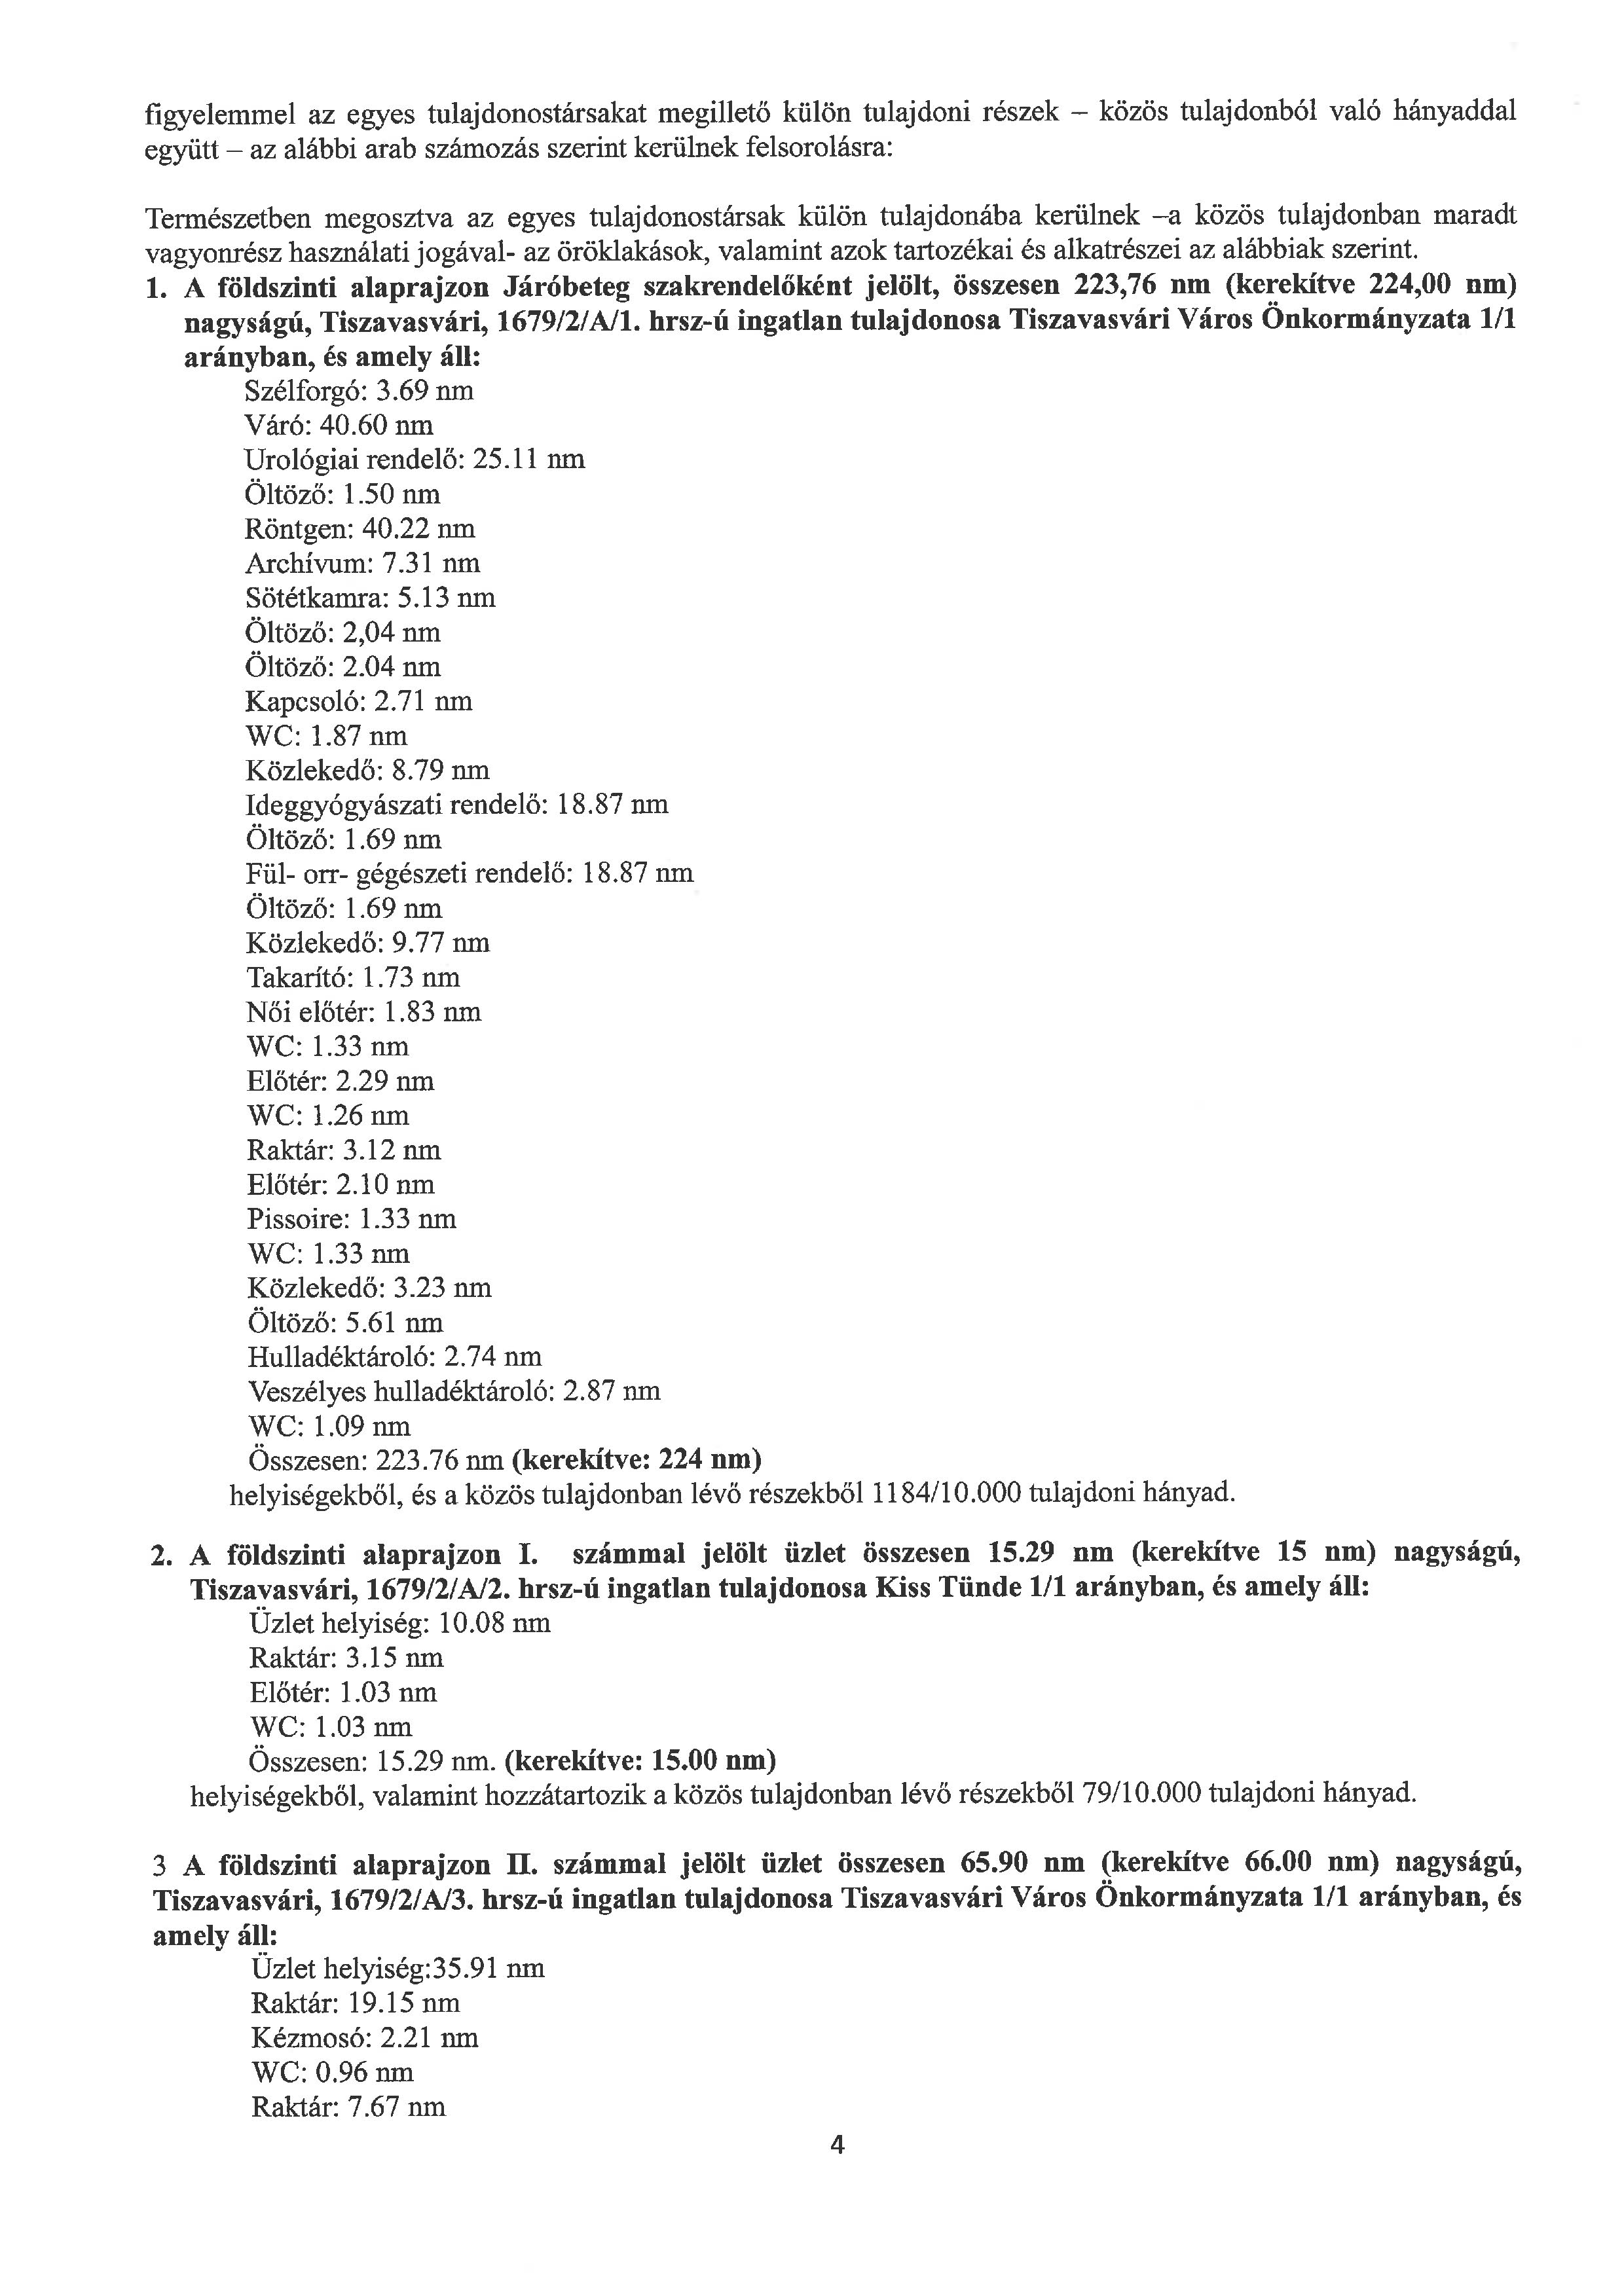 figyelemmel az egyes tulajdonostársakat megillető külön tulajdoni részek – közös tulajdonból való hányaddal
együtt – az alábbi arab számozás szerint kerülnek felsorolásra:
Természetben megosztva az egyes tulajdonostársak külön tulajdonába kerülnek –a közös tulajdonban maradt
vagyonrész használati jogával- az öröklakások, valamint azok tartozékai és alkatrészei az alábbiak szerint.
1. A földszinti alaprajzon Járóbeteg szakrendelőként jelölt, összesen 223,76 nm (kerekítve 224,00 nm)
nagyságú, Tiszavasvári, 1679/2/A/1. hrsz-ú ingatlan tulajdonosa Tiszavasvári Város Önkormányzata 1/1
arányban, és amely áll:
Szélforgó: 3.69 nm
Váró: 40.60 nm
Urológiai rendelő: 25.11 nm
Öltöző: 1.50 nm
Röntgen: 40.22 nm
Archívum: 7.31 nm
Sötétkamra: 5.13 nm
Öltöző: 2,04 nm
Öltöző: 2.04 nm
Kapcsoló: 2.71 nm
WC: 1.87 nm
Közlekedő: 8.79 nm
Ideggyógyászati rendelő: 18.87 nm
Öltöző: 1.69 nm
Fül- orr- gégészeti rendelő: 18.87 nm
Öltöző: 1.69 nm
Közlekedő: 9.77 nm
Takarító: 1.73 nm
Női előtér: 1.83 nm
WC: 1.33 nm
Előtér: 2.29 nm
WC: 1.26 nm
Raktár: 3.12 nm
Előtér: 2.10 nm
Pissoire: 1.33 nm
WC: 1.33 nm
Közlekedő: 3.23 nm
Öltöző: 5.61 nm
Hulladéktároló: 2.74 nm
Veszélyes hulladéktároló: 2.87 nm
WC: 1.09 nm
Összesen: 223.76 nm (kerekítve: 224 nm)
helyiségekből, és a közös tulajdonban lévő részekből 1184/10.000 tulajdoni hányad.
2. A földszinti alaprajzon I. számmal jelölt üzlet összesen 15.29 nm (kerekítve 15 nm) nagyságú,
Tiszavasvári, 1679/2/A/2. hrsz-ú ingatlan tulajdonosa Kiss Tünde 1/1 arányban, és amely áll:
Üzlet helyiség: 10.08 nm
Raktár: 3.15 nm
Előtér: 1.03 nm
WC: 1.03 nm
Összesen: 15.29 nm. (kerekítve: 15.00 nm)
helyiségekből, valamint hozzátartozik a közös tulajdonban lévő részekből 79/10.000 tulajdoni hányad.
3 A földszinti alaprajzon II. számmal jelölt üzlet összesen 65.90 nm (kerekítve 66.00 nm) nagyságú,
Tiszavasvári, 1679/2/A/3. hrsz-ú ingatlan tulajdonosa Tiszavasvári Város Önkormányzata 1/1 arányban, és
amely áll:
Üzlet helyiség:35.91 nm
Raktár: 19.15 nm
Kézmosó: 2.21 nm
WC: 0.96 nm
Raktár: 7.67 nm
4